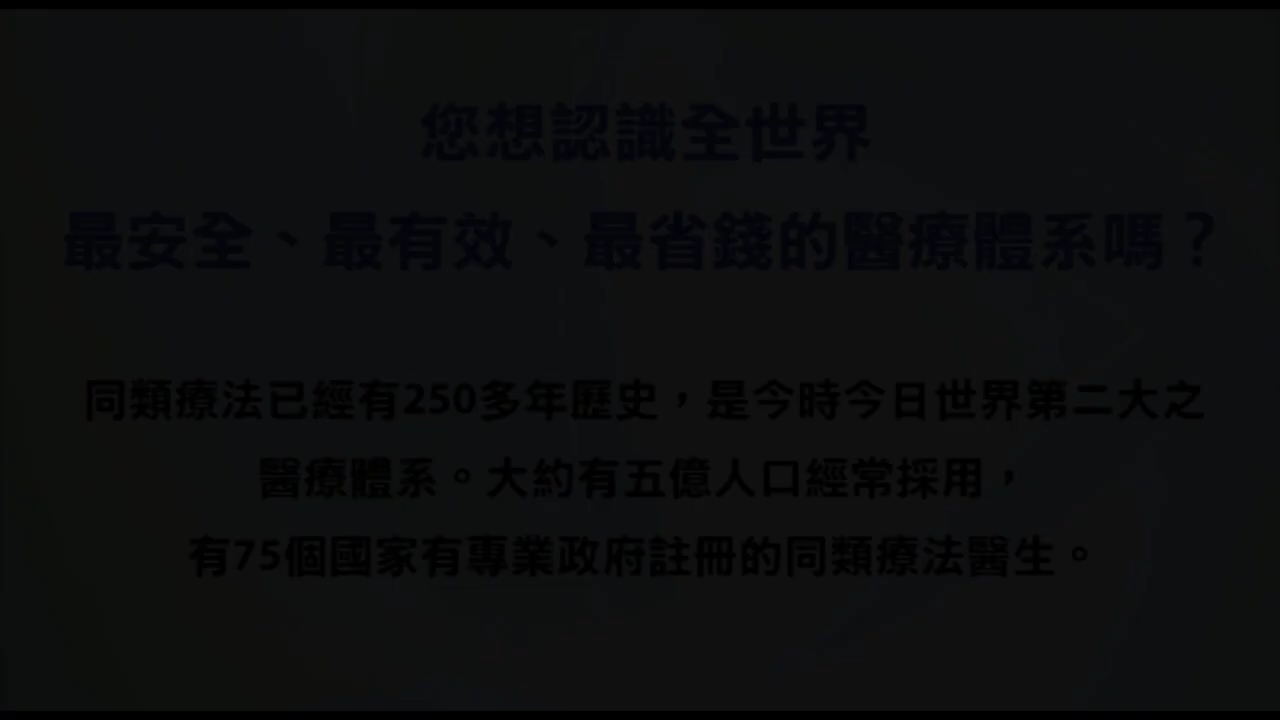 您想認識全世界
最安全、最有效、最省錢的醫療體系嗎？
同類療法已經有250多年歷史，是今時今日世界第二大之
醫療體系。大約有五億人口經常採用，
有75個國家有專業政府註冊的同類療法醫生。